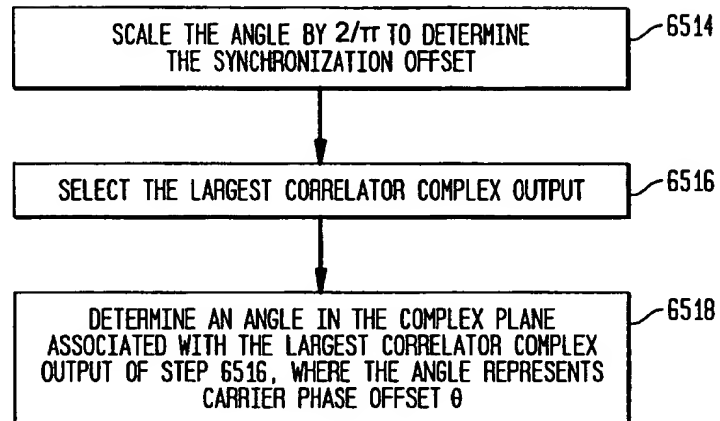 SCALE THE ANGLE BY 2/π TO DETERMINE
THE SYNCHRONIZATION OFFSET
6514
SELECT THE LARGEST CORRELATOR COMPLEX OUTPUT
6516
DETERMINE AN ANGLE IN THE COMPLEX PLANE
ASSOCIATED WITH THE LARGEST CORRELATOR COMPLEX
OUTPUT OF STEP 6516, WHERE THE ANGLE REPRESENTS
CARRIER PHASE OFFSET θ
6518